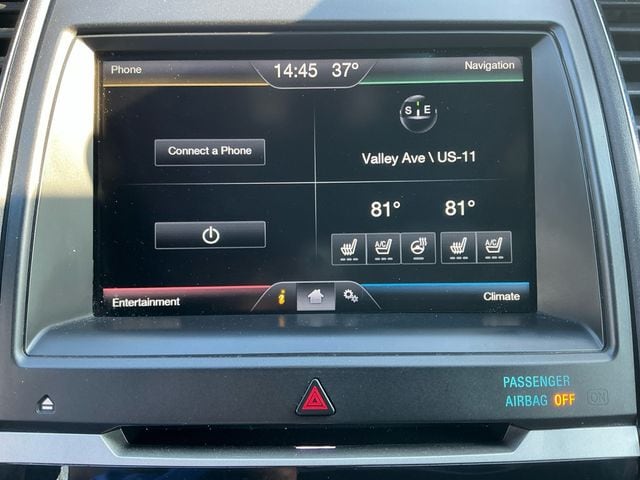 Phone
14:45 37°
Navigation
S E
Connect a Phone
Valley Ave \ US-11
81° 81°
A/C A/C
i
Entertainment
Climate
PASSENGER
AIRBAG OFF ON